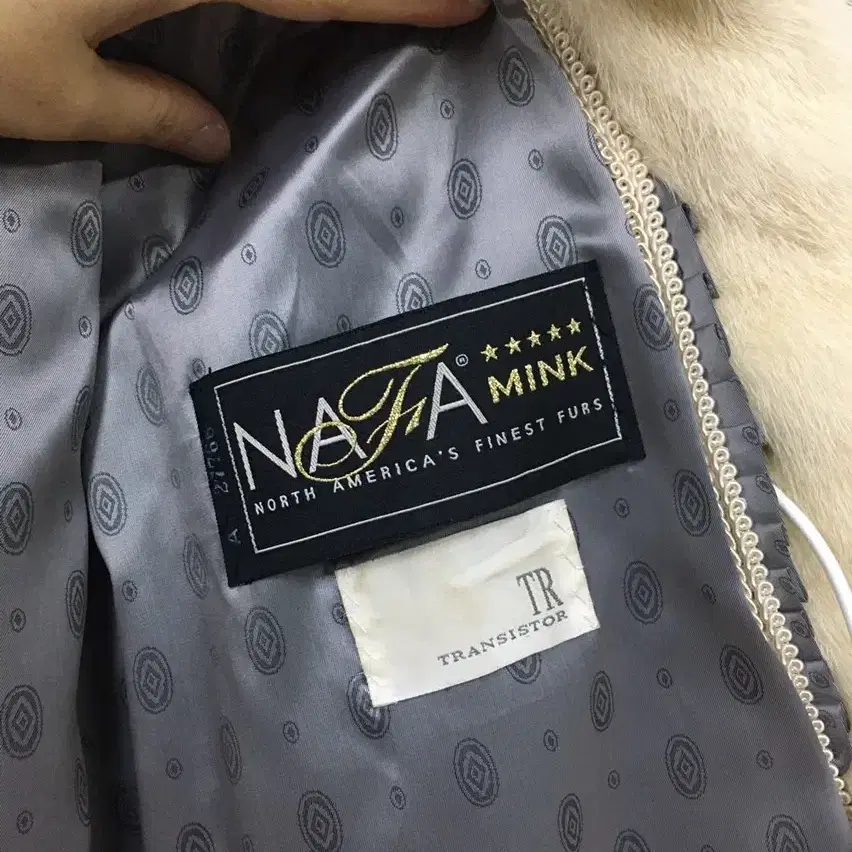 NAFA® MINK
NORTH AMERICA'S FINEST FURS
TR
TRANSISTOR